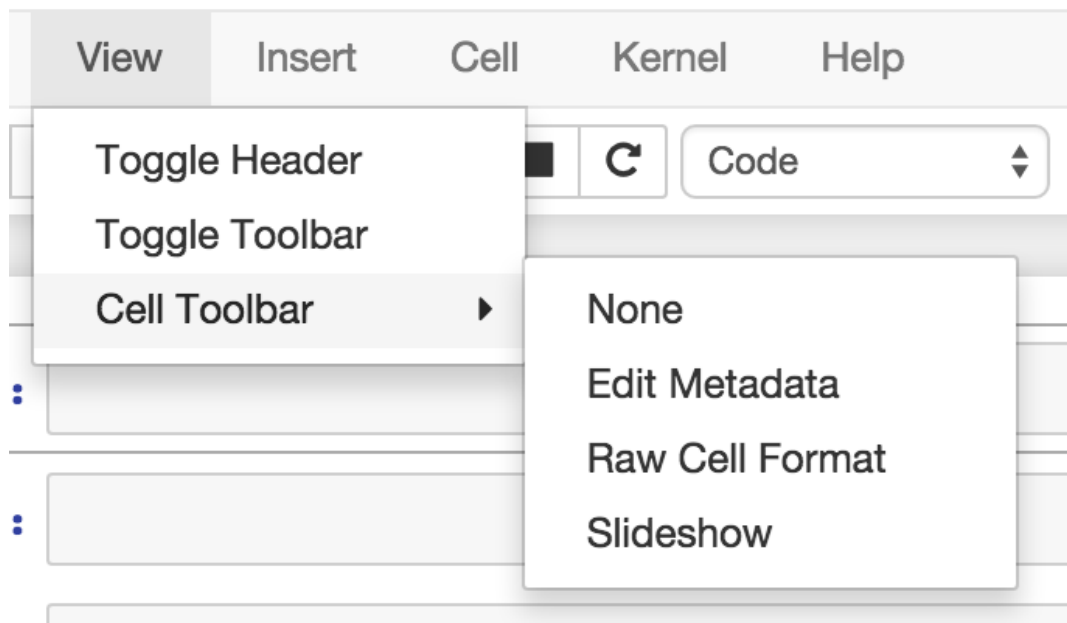 View Insert Cell Kernel Help
Toggle Header
Code
Toggle Toolbar
Cell Toolbar
None
Edit Metadata
Raw Cell Format
Slideshow